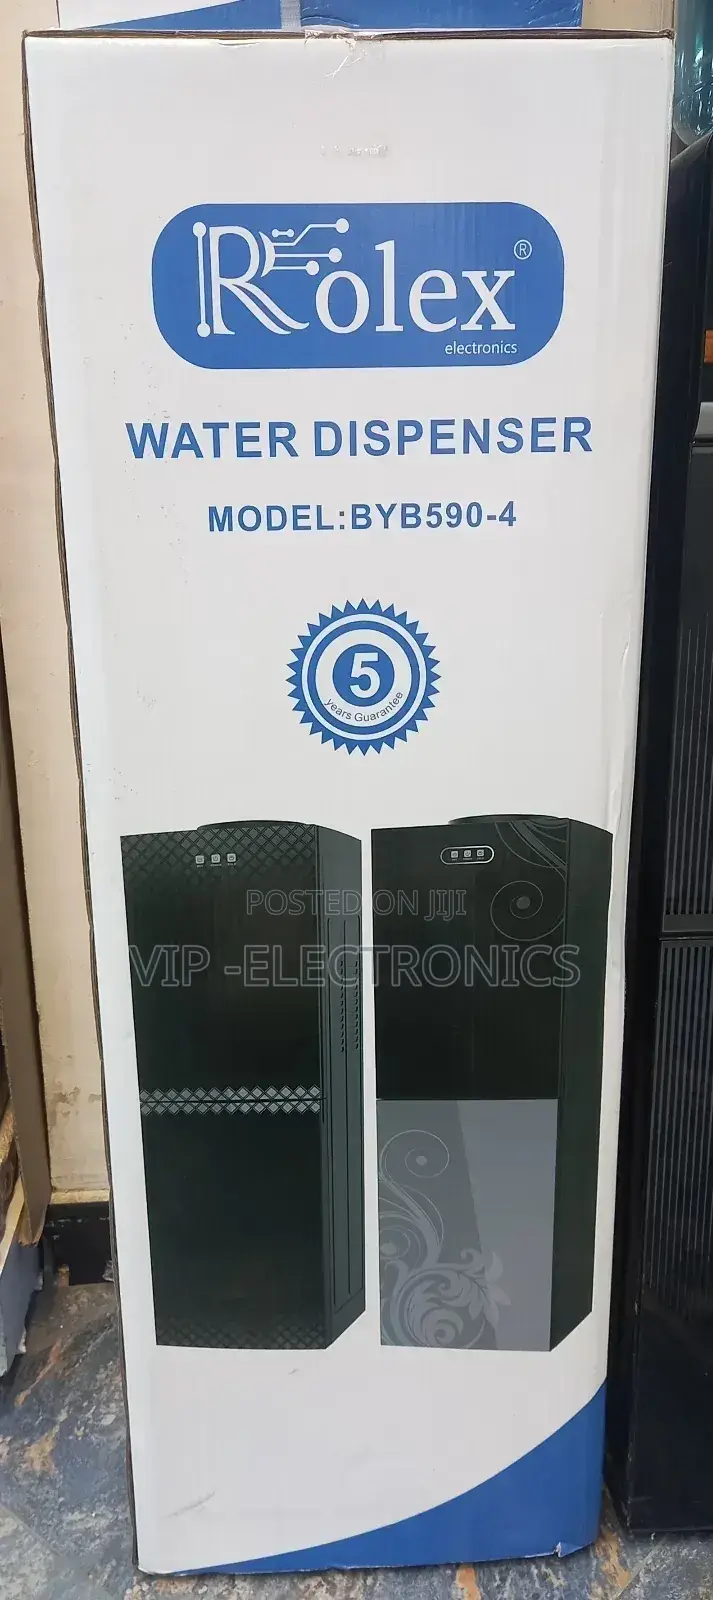 Rolex®
electronics
WATER DISPENSER
MODEL:BYB590-4
5
years Guarantee
POSTED ON JIJI
VIP -ELECTRONICS